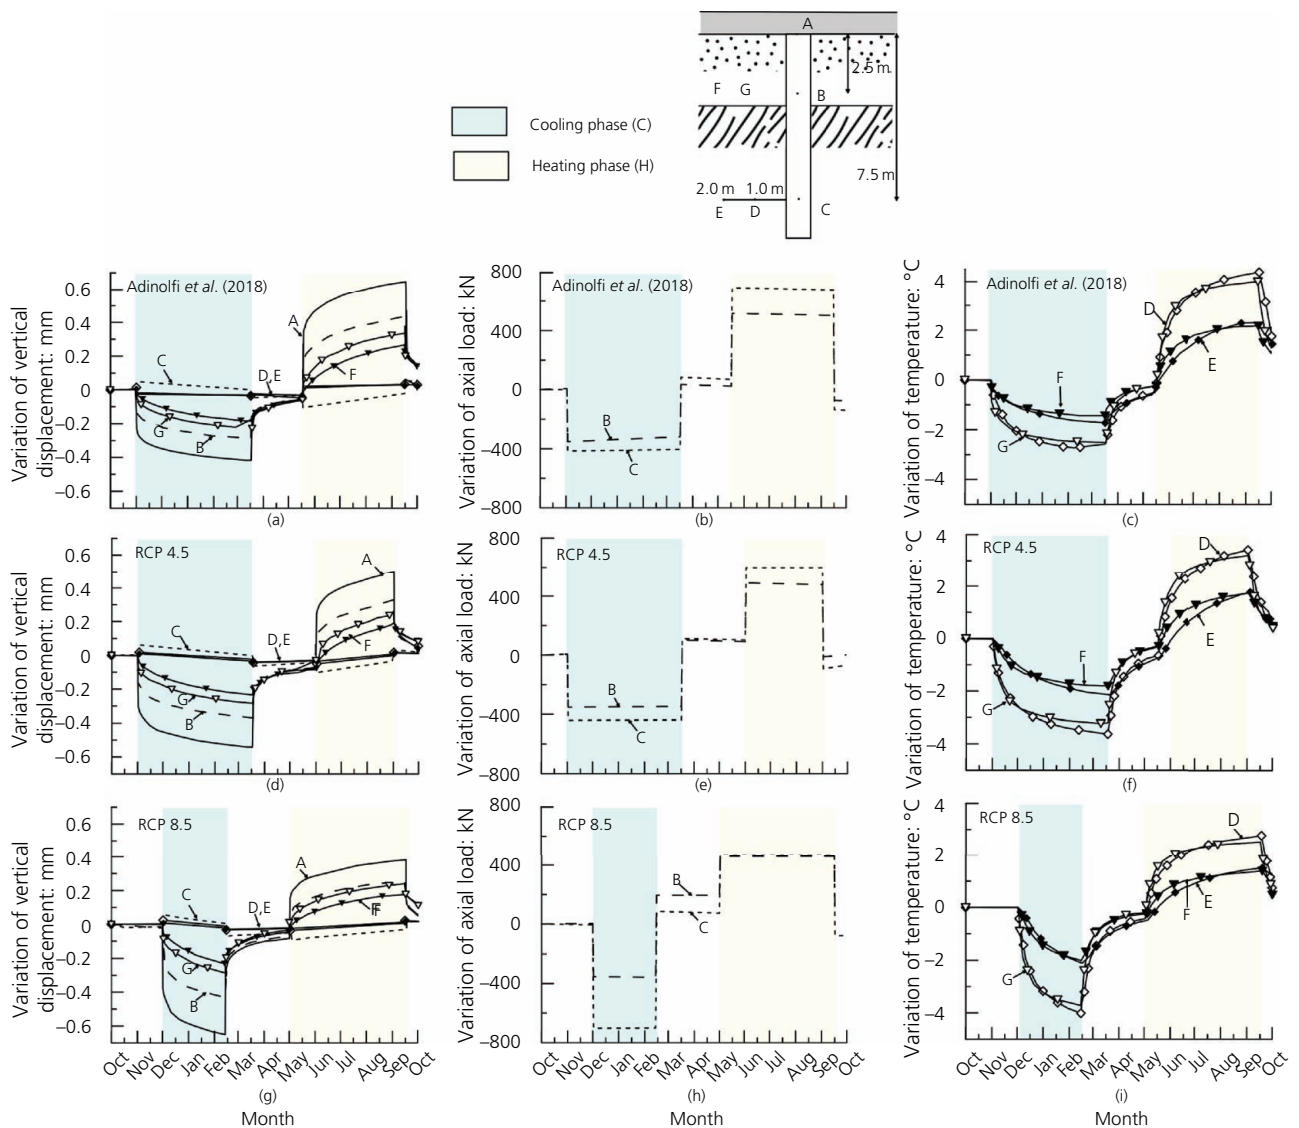 A
2.5 m
F G B
Cooling phase (C)
Heating phase (H)
7.5 m
2.0 m 1.0 m
E D C
Variation of vertical
displacement: mm
0.6
0.4
0.2
0
–0.2
–0.4
–0.6
Adinolfi et al. (2018)
A
C
D,E
F
G
B
(a)
Variation of axial load: kN
800
400
0
–400
–800
Adinolfi et al. (2018)
B
C
(b)
Variation of temperature: °C
4
2
0
–2
–4
Adinolfi et al. (2018)
D
F
E
G
(c)
Variation of vertical
displacement: mm
0.6
0.4
0.2
0
–0.2
–0.4
–0.6
RCP 4.5
A
C
D,E
F
G
B
(d)
Variation of axial load: kN
800
400
0
–400
–800
RCP 4.5
B
C
(e)
Variation of temperature: °C
4
2
0
–2
–4
RCP 4.5
D
F
E
G
(f)
Variation of vertical
displacement: mm
0.6
0.4
0.2
0
–0.2
–0.4
–0.6
RCP 8.5
A
C
D,E
F
G
B
Oct Nov Dec Jan Feb Mar Apr May Jun Jul Aug Sep Oct
(g)
Month
Variation of axial load: kN
800
400
0
–400
–800
RCP 8.5
B
C
Oct Nov Dec Jan Feb Mar Apr May Jun Jul Aug Sep Oct
(h)
Month
Variation of temperature: °C
4
2
0
–2
–4
RCP 8.5
D
E
F
G
Oct Nov Dec Jan Feb Mar Apr May Jun Jul Aug Sep Oct
(i)
Month